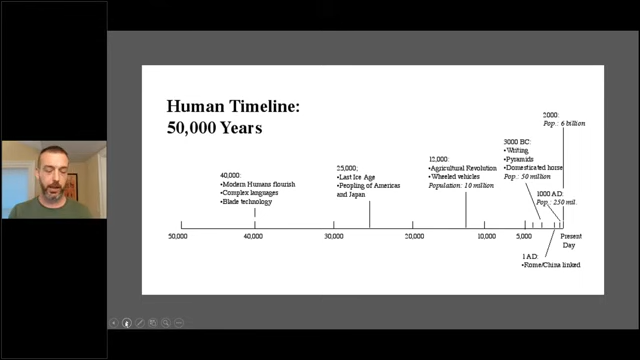 Human Timeline:
50,000 Years
40,000:
•Modern Humans flourish
•Complex languages
•Blade technology
25,000;
•Last Ice Age
•Peopling of Americas
and Japan
12,000:
•Agricultural Revolution
•Wheeled vehicles
Population: 10 million
3000 BC:
•Writing
•Pyramids
•Domesticated horse
Pop: 50 million
2000:
Pop.: 6 billion
1000 AD:
Pop.: 250 mil.
50,000
40,000
30,000
20,000
10,000
5,000
Present
Day
1 AD:
•Rome/China linked